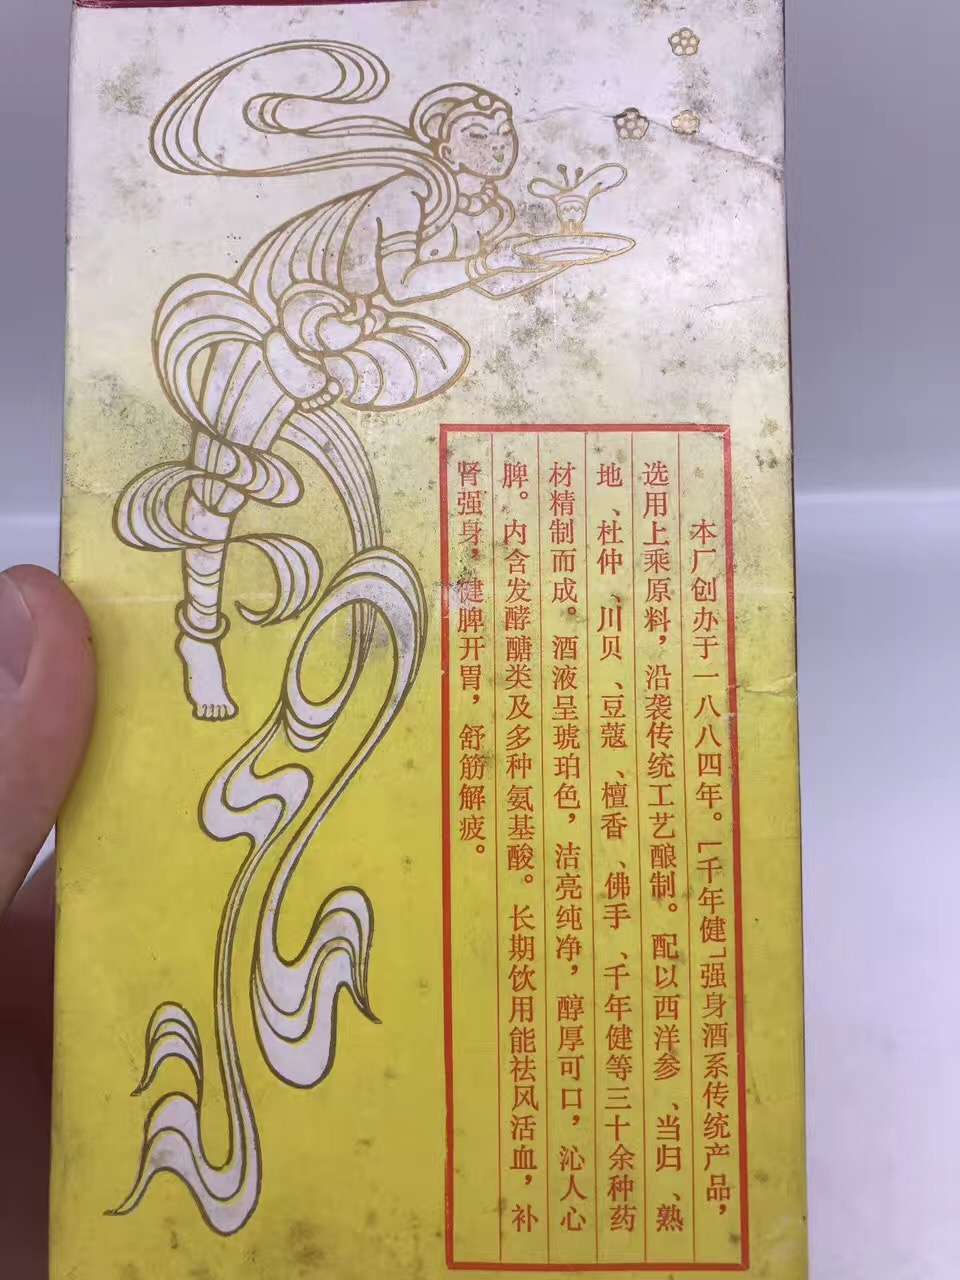 本厂创办于一八八四年。「千年健」强身酒系传统产品，
选用上乘原料，沿袭传统工艺酿制。配以西洋参、当归、熟
地、杜仲、川贝、豆蔻、檀香、佛手、千年健等三十余种药
材精制而成。酒液呈琥珀色，洁亮纯净，醇厚可口，沁人心
脾。内含发酵醣类及多种氨基酸。长期饮用能祛风活血，补
肾强身，健脾开胃，舒筋解疲。